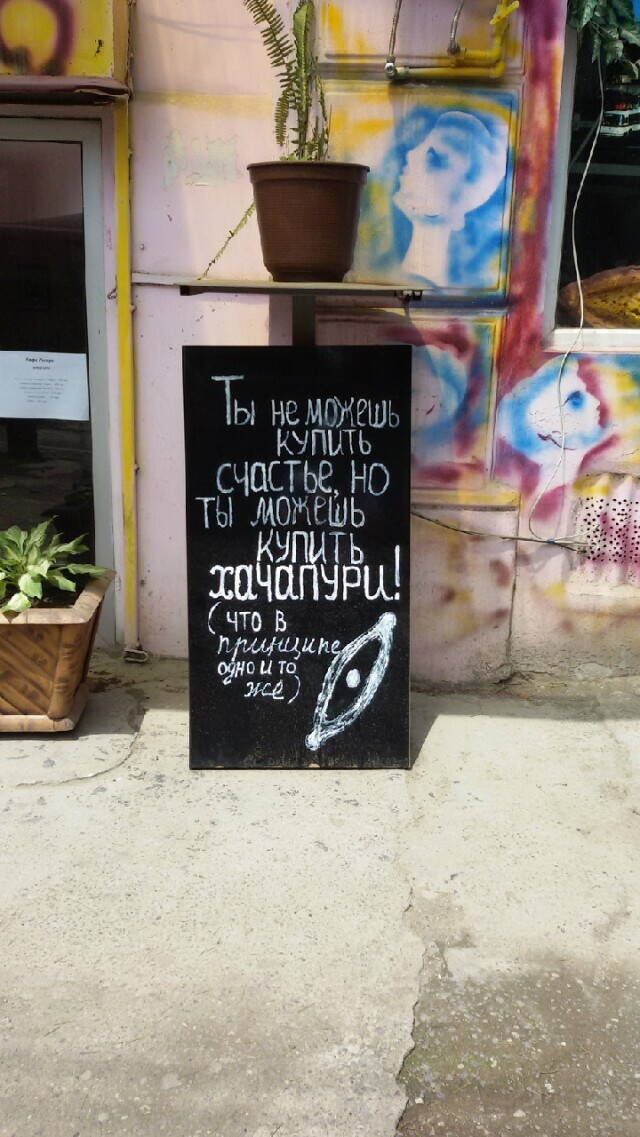 Ты не можешь
купить
счастье, но
ты можешь
купить
хачапури!
(что в
принципе
одно и то
же)